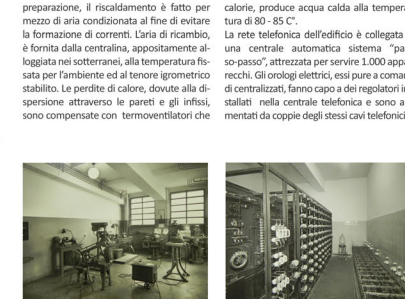 preparazione, il riscaldamento è fatto per
mezzo di aria condizionata al fine di evitare
la formazione di correnti. L'aria di ricambio,
è fornita dalla centralina, appositamente al-
loggiata nei sotterranei, alla temperatura fis-
sata per l'ambiente ed al tenore igrometrico
stabilito. Le perdite di calore, dovute alla di-
spersione attraverso le pareti e gli infissi,
sono compensate con termoventilatori che
calorie, produce acqua calda alla tempera
tura di 80 - 85 C°.
La rete telefonica dell'edificio è collegata
una centrale automatica sistema "pa
so-passo", attrezzata per servire 1.000 appa
recchi. Gli orologi elettrici, essi pure a coma
di centralizzati, fanno capo a dei regolatori i
stallati nella centrale telefonica e sono a
mentati da coppie degli stessi cavi telefonici